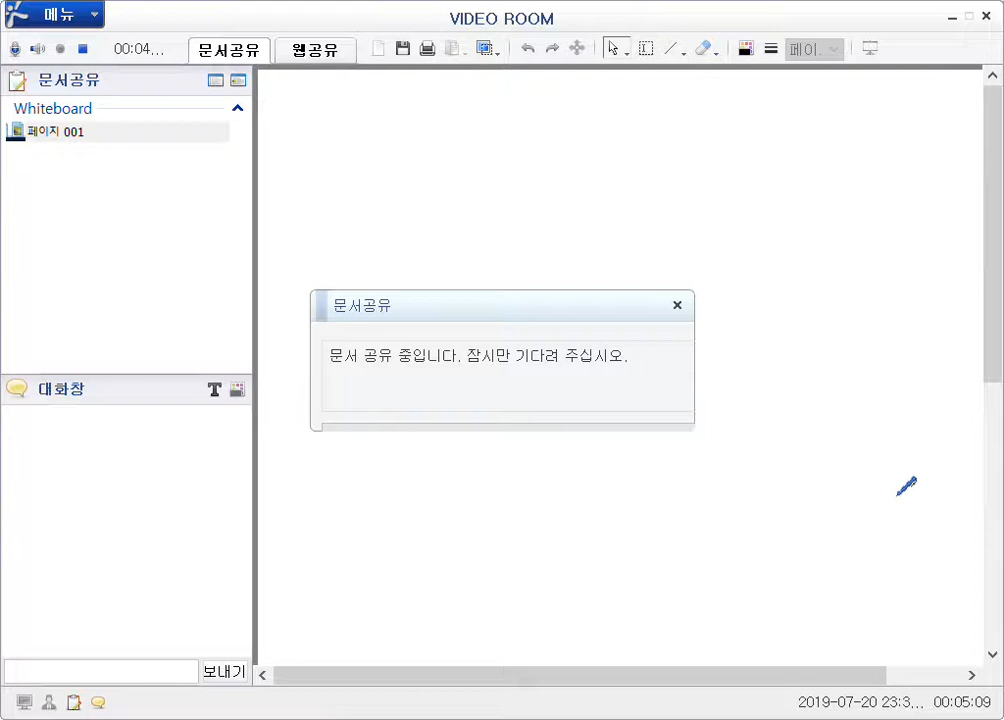 메뉴
VIDEO ROOM
00:04...
문서공유
웹공유
페이.
문서공유
Whiteboard
페이지 001
문서공유
문서 공유 중입니다. 잠시만 기다려 주십시오.
대화창
보내기
2019-07-20 23:3...
00:05:09